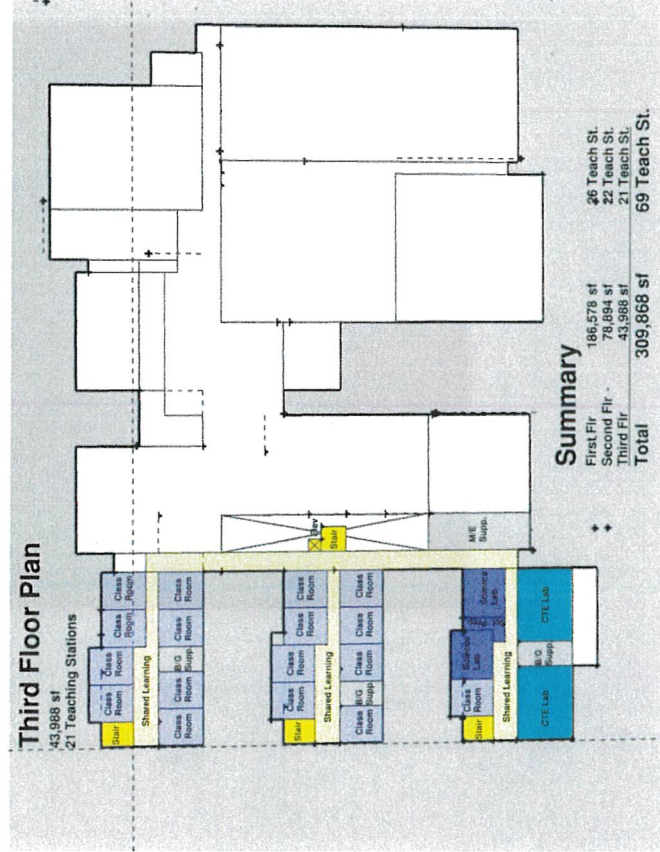 Third Floor Plan
43,988 sf
21 Teaching Stations
Stair
Class
Room
Class
Room
Class
Room
Class
Room
Shared Learning
Class
Room
Class
Room
B/G
Supp
Class
Room
Class
Room
Stair
Class
Room
Class
Room
Class
Room
Class
Room
Shared Learning
Class
Room
B/G
Supp
Class
Room
Class
Room
Class
Room
Elev
Stair
M/E
Supp.
Stair
Class
Room
Science
Lab
Science
Lab
Shared Learning
CTE Lab
B/G
Supp
CTE Lab
Summary
First Flr 186,578 sf 26 Teach St.
Second Flr - 78,894 sf 22 Teach St.
Third Flr 43,988 sf 21 Teach St.
Total 309,868 sf 69 Teach St.